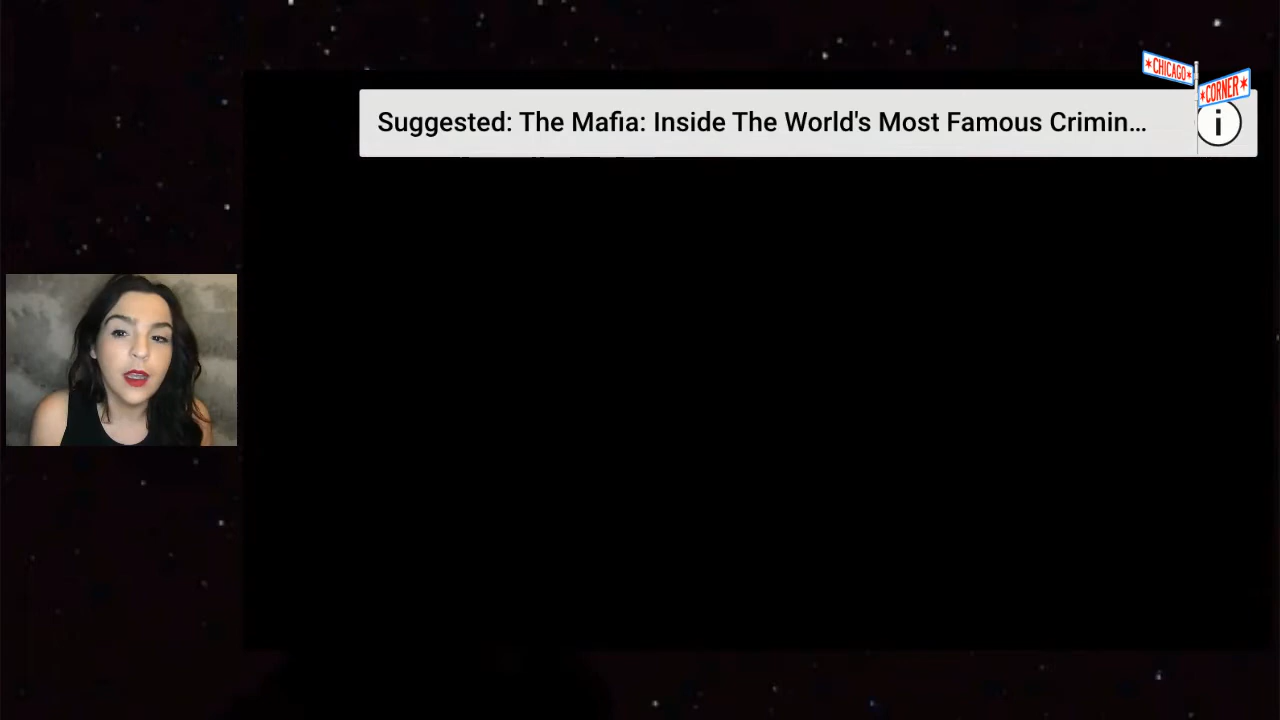 CHICAGO
CORNER
Suggested: The Mafia: Inside The World's Most Famous Crimin...
i